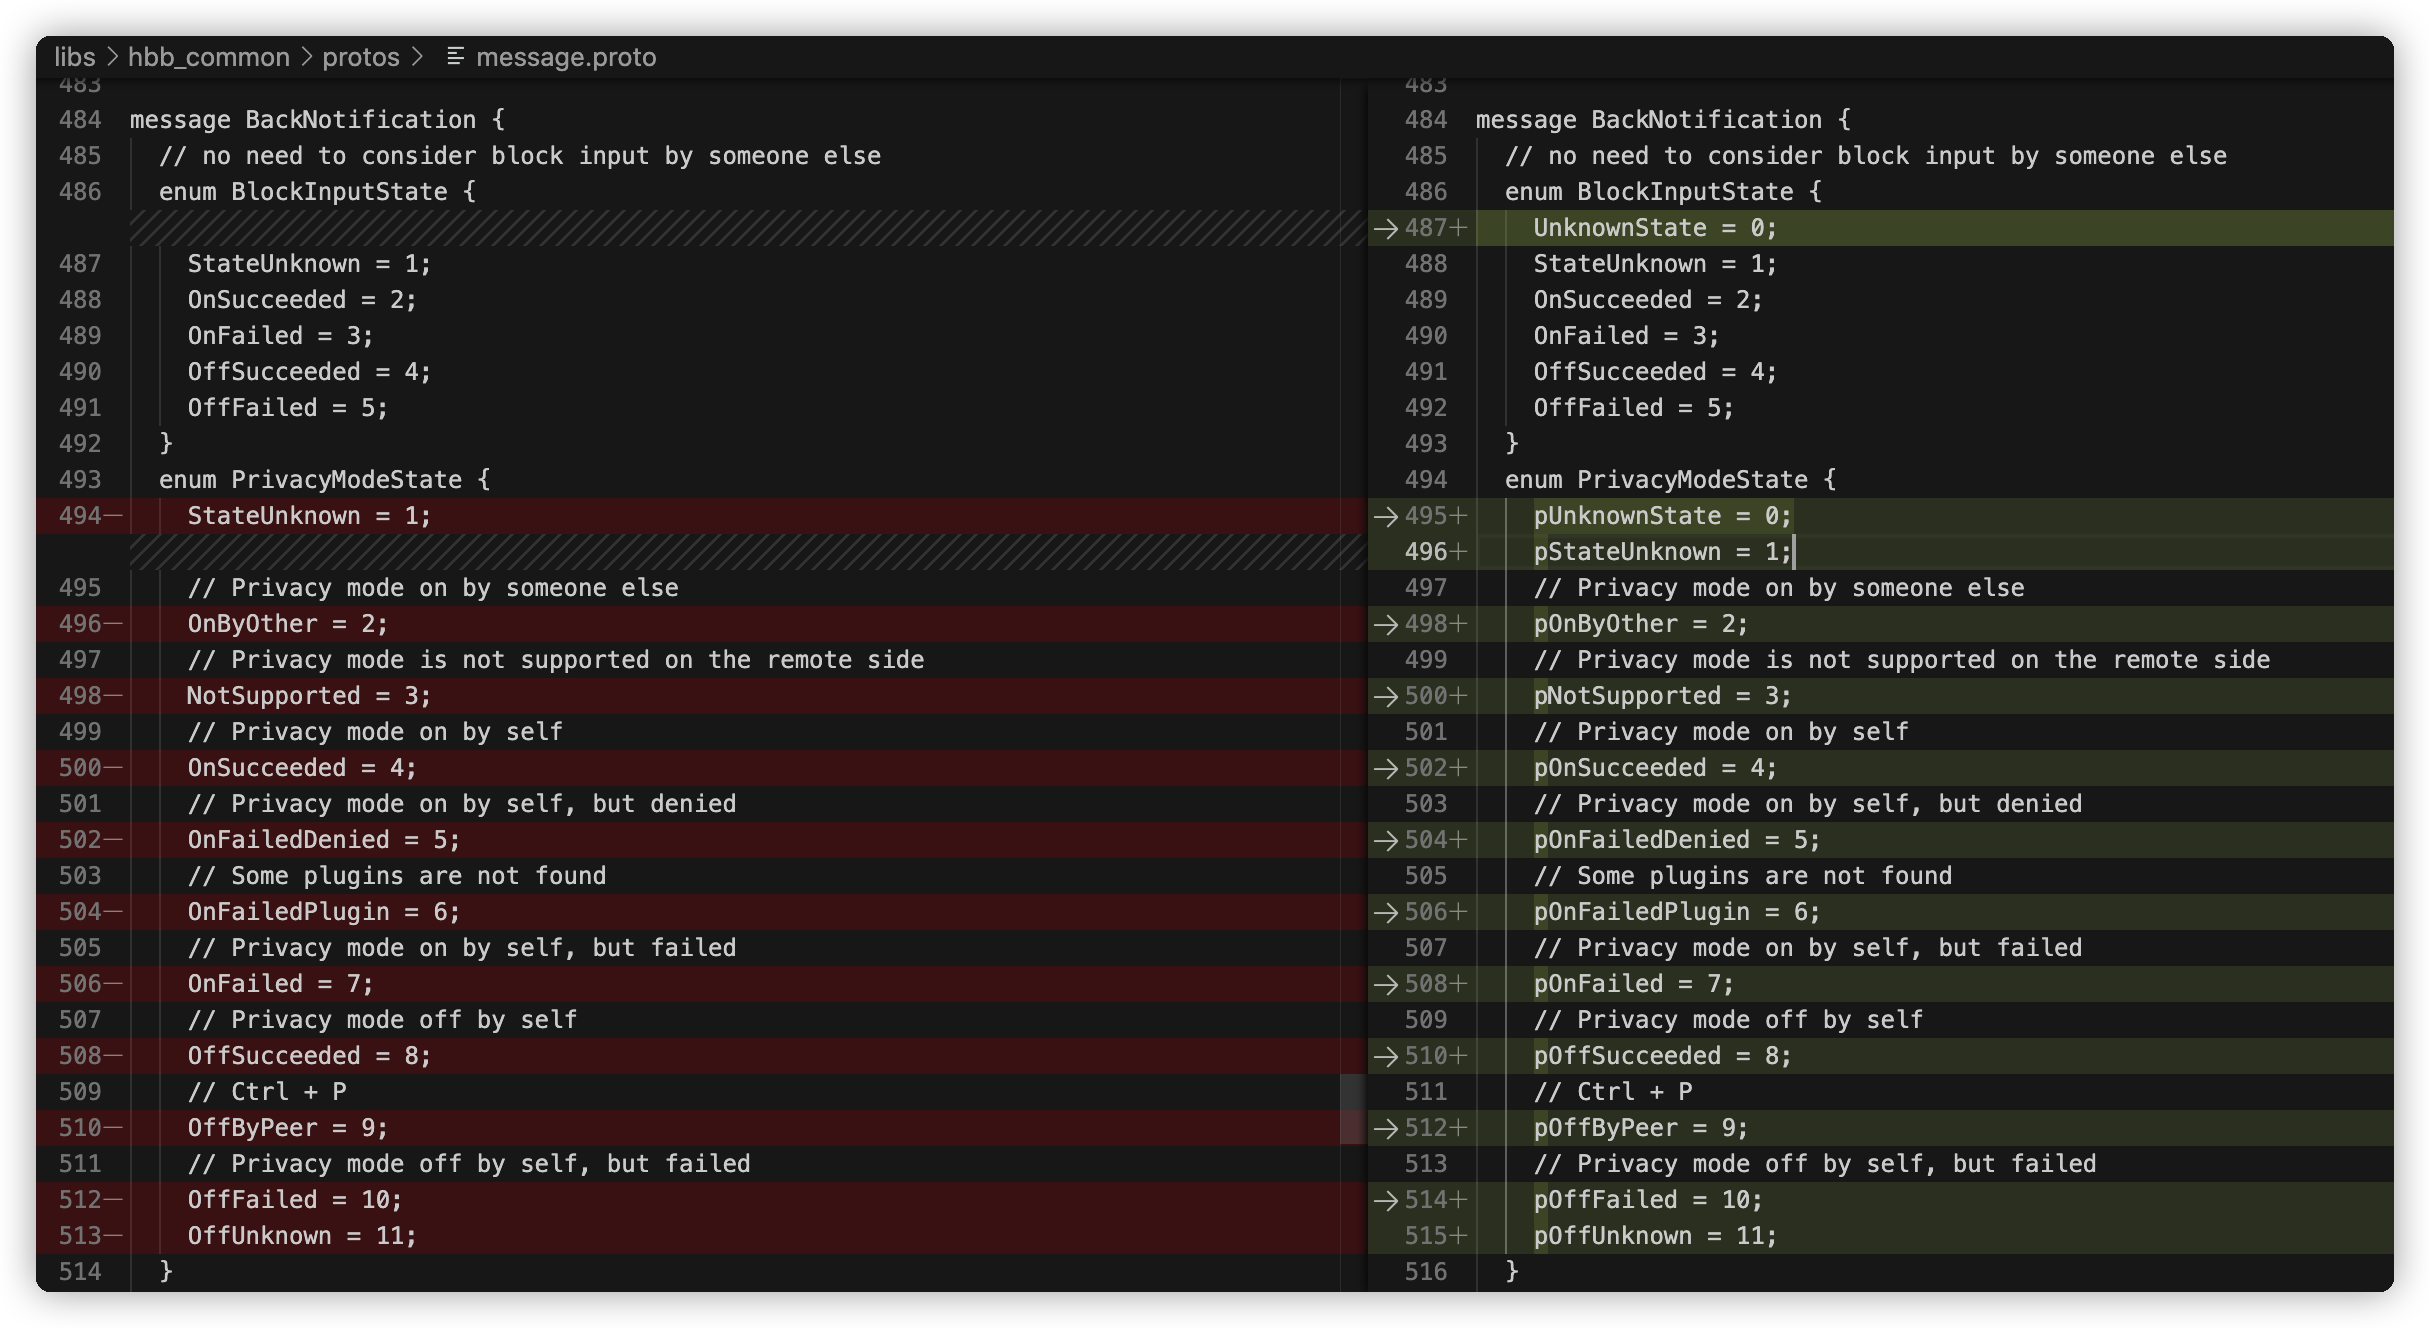 libs > hbb_common > protos > message.proto
483
484 message BackNotification {
485 // no need to consider block input by someone else
486 enum BlockInputState {
487 StateUnknown = 1;
488 OnSucceeded = 2;
489 OnFailed = 3;
490 OffSucceeded = 4;
491 OffFailed = 5;
492 }
493 enum PrivacyModeState {
494— StateUnknown = 1;
495 // Privacy mode on by someone else
496— OnByOther = 2;
497 // Privacy mode is not supported on the remote side
498— NotSupported = 3;
499 // Privacy mode on by self
500— OnSucceeded = 4;
501 // Privacy mode on by self, but denied
502— OnFailedDenied = 5;
503 // Some plugins are not found
504— OnFailedPlugin = 6;
505 // Privacy mode on by self, but failed
506— OnFailed = 7;
507 // Privacy mode off by self
508— OffSucceeded = 8;
509 // Ctrl + P
510— OffByPeer = 9;
511 // Privacy mode off by self, but failed
512— OffFailed = 10;
513— OffUnknown = 11;
514 }
483
484 message BackNotification {
485 // no need to consider block input by someone else
486 enum BlockInputState {
→ 487+ UnknownState = 0;
488 StateUnknown = 1;
489 OnSucceeded = 2;
490 OnFailed = 3;
491 OffSucceeded = 4;
492 OffFailed = 5;
493 }
494 enum PrivacyModeState {
→ 495+ pUnknownState = 0;
496+ pStateUnknown = 1;
497 // Privacy mode on by someone else
→ 498+ pOnByOther = 2;
499 // Privacy mode is not supported on the remote side
→ 500+ pNotSupported = 3;
501 // Privacy mode on by self
→ 502+ pOnSucceeded = 4;
503 // Privacy mode on by self, but denied
→ 504+ pOnFailedDenied = 5;
505 // Some plugins are not found
→ 506+ pOnFailedPlugin = 6;
507 // Privacy mode on by self, but failed
→ 508+ pOnFailed = 7;
509 // Privacy mode off by self
→ 510+ pOffSucceeded = 8;
511 // Ctrl + P
→ 512+ pOffByPeer = 9;
513 // Privacy mode off by self, but failed
→ 514+ pOffFailed = 10;
515+ pOffUnknown = 11;
516 }